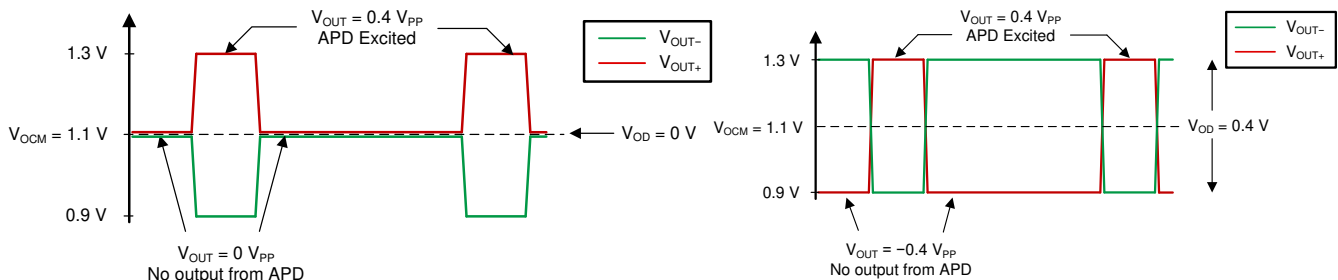 V_OUT = 0.4 V_PP
APD Excited
V_OUT−
V_OUT+
1.3 V
V_OCM = 1.1 V
V_OD = 0 V
0.9 V
V_OUT = 0 V_PP
No output from APD
V_OUT = 0.4 V_PP
APD Excited
V_OUT−
V_OUT+
1.3 V
V_OCM = 1.1 V
V_OD = 0.4 V
0.9 V
V_OUT = −0.4 V_PP
No output from APD